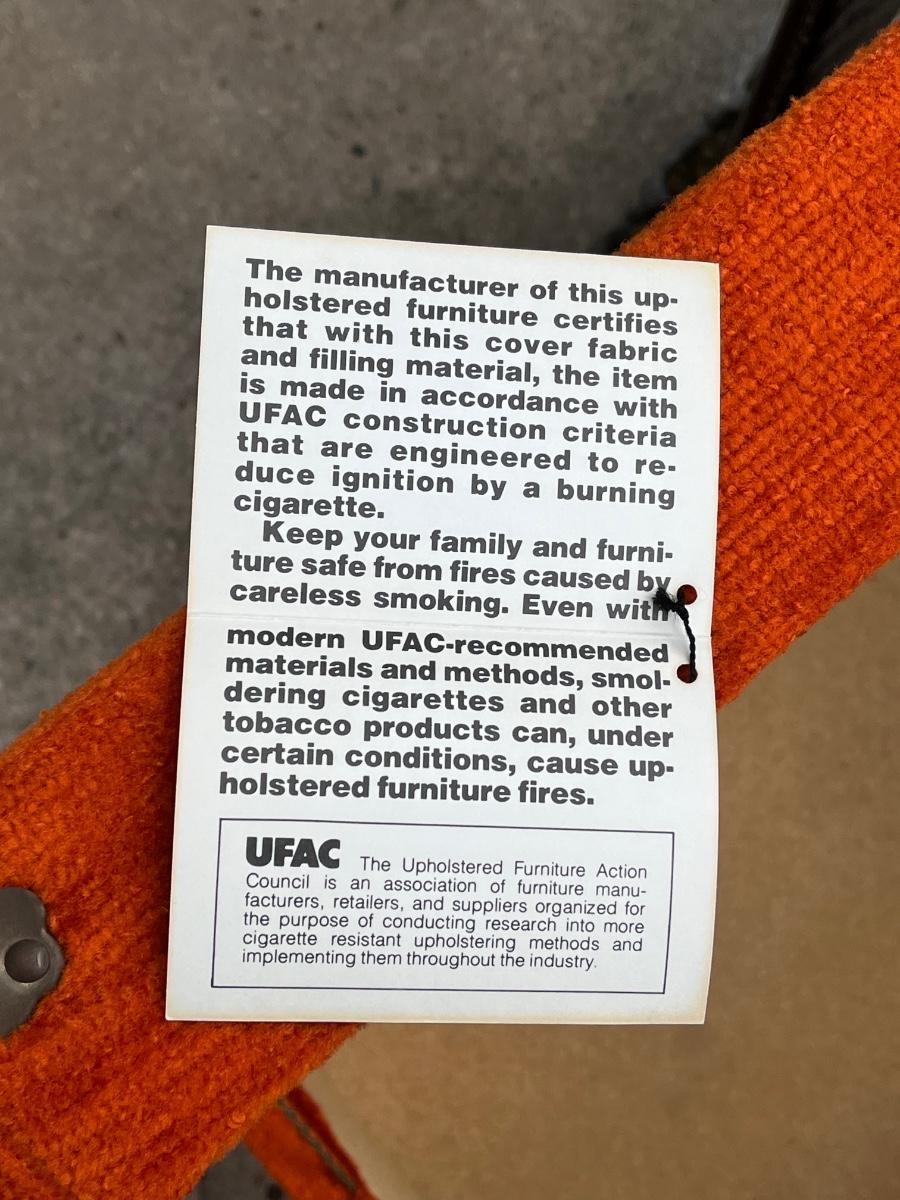 The manufacturer of this up-
holstered furniture certifies
that with this cover fabric
and filling material, the item
is made in accordance with
UFAC construction criteria
that are engineered to re-
duce ignition by a burning
cigarette.
Keep your family and furni-
ture safe from fires caused by
careless smoking. Even with
modern UFAC-recommended
materials and methods, smol-
dering cigarettes and other
tobacco products can, under
certain conditions, cause up-
holstered furniture fires.
UFAC The Upholstered Furniture Action
Council is an association of furniture manu-
facturers, retailers, and suppliers organized for
the purpose of conducting research into more
cigarette resistant upholstering methods and
implementing them throughout the industry.